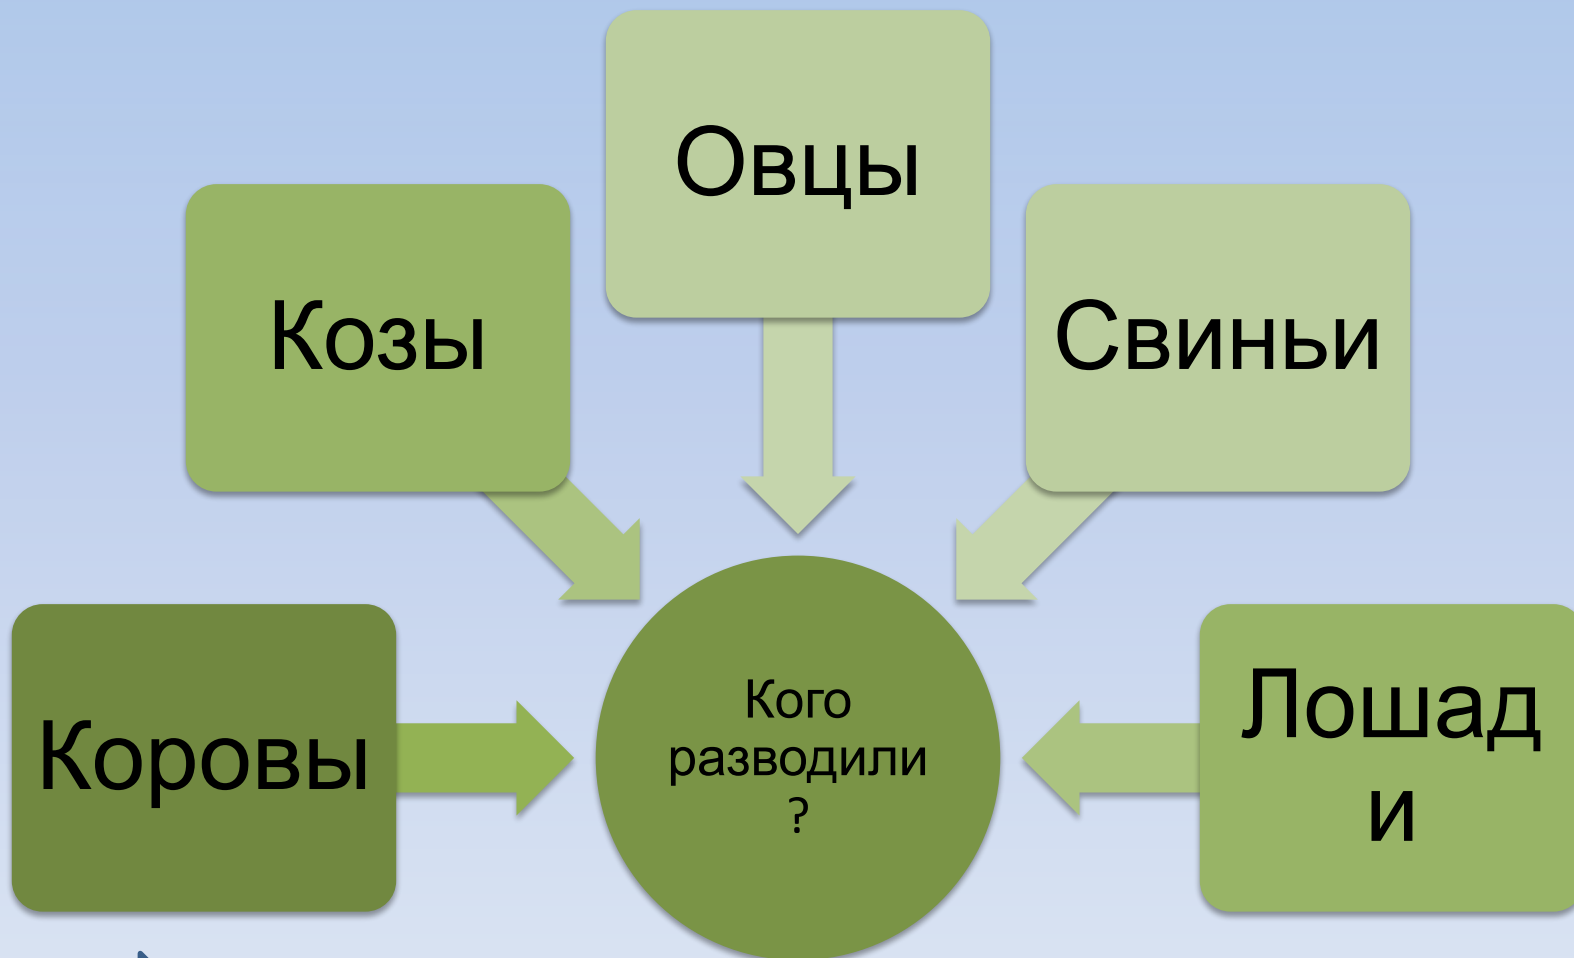 Овцы
Козы
Свиньи
Коровы
Кого
разводили
?
Лошад
и